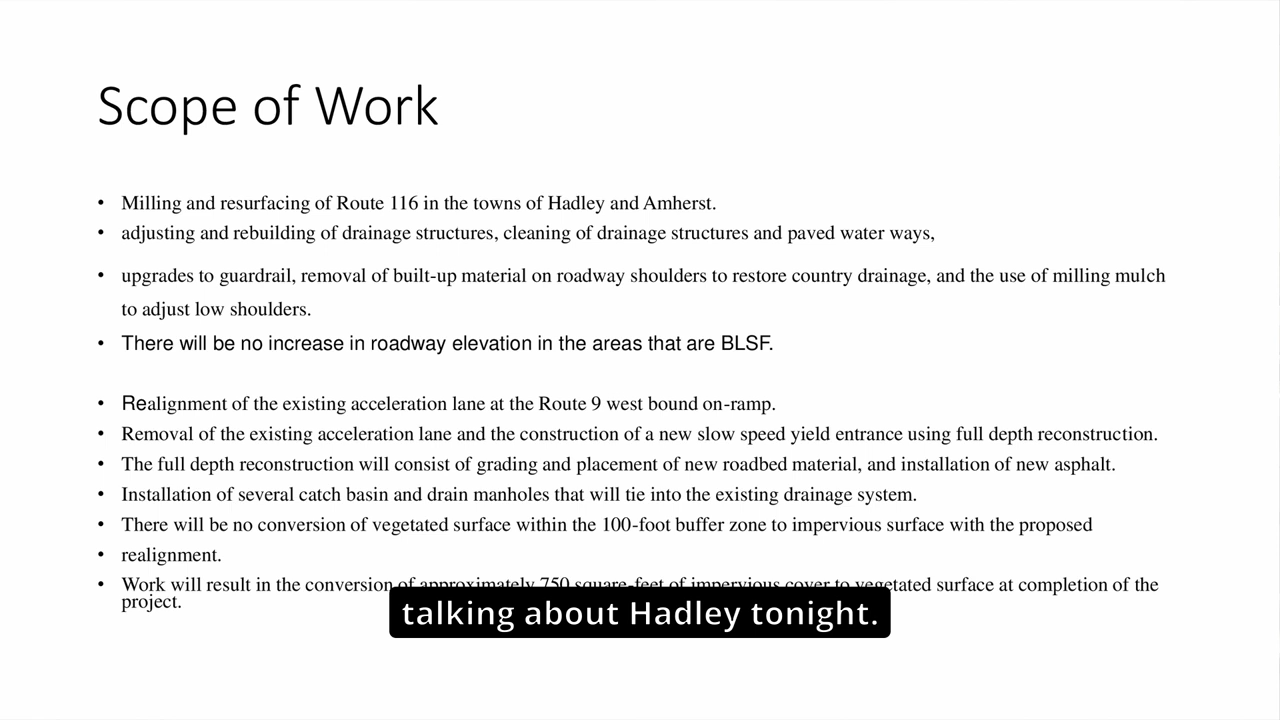 Scope of Work
• Milling and resurfacing of Route 116 in the towns of Hadley and Amherst.
• adjusting and rebuilding of drainage structures, cleaning of drainage structures and paved water ways,
• upgrades to guardrail, removal of built-up material on roadway shoulders to restore country drainage, and the use of milling mulch
to adjust low shoulders.
• There will be no increase in roadway elevation in the areas that are BLSF.
• Realignment of the existing acceleration lane at the Route 9 west bound on-ramp.
• Removal of the existing acceleration lane and the construction of a new slow speed yield entrance using full depth reconstruction.
• The full depth reconstruction will consist of grading and placement of new roadbed material, and installation of new asphalt.
• Installation of several catch basin and drain manholes that will tie into the existing drainage system.
• There will be no conversion of vegetated surface within the 100-foot buffer zone to impervious surface with the proposed
• realignment.
• Work will result in the conversion of approximately 750 square-feet of impervious cover to vegetated surface at completion of the
project.
talking about Hadley tonight.